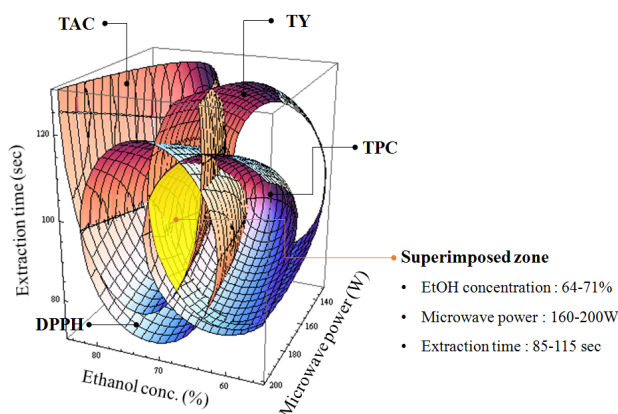 TAC
TY
TPC
DPPH
Extraction time (sec)
120
100
80
80
70
60
Ethanol conc. (%)
140
160
180
200
Microwave power (W)
Superimposed zone
• EtOH concentration : 64-71%
• Microwave power : 160-200W
• Extraction time : 85-115 sec